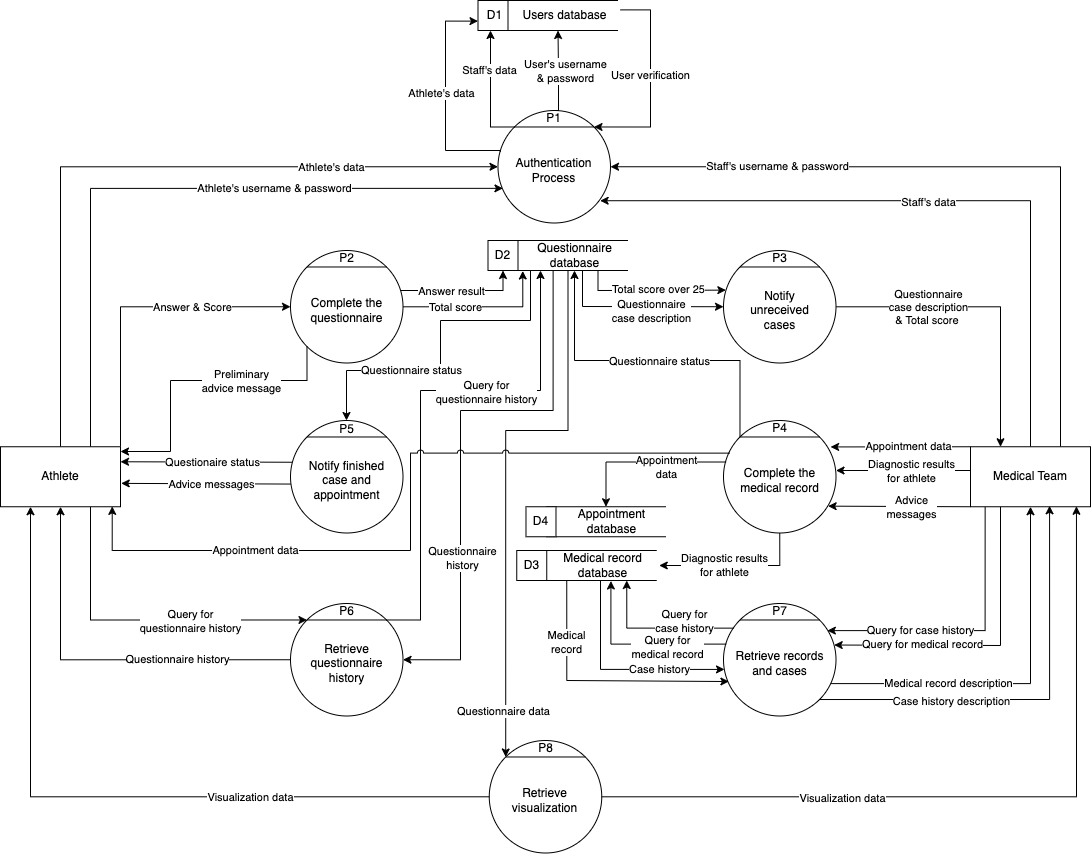 D1
Users database
Staff's data
User's username
& password
User verification
Athlete's data
P1
Authentication
Process
Athlete's data
Staff's username & password
Athlete's username & password
Staff's data
D2
Questionnaire
database
P2
Complete the
questionnaire
Answer result
Total score
Total score over 25
Questionnaire
case description
P3
Notify
unreceived
cases
Questionnaire
case description
& Total score
Answer & Score
Preliminary
advice message
Questionnaire status
Query for
questionnaire history
Questionnaire status
P5
Notify finished
case and
appointment
P4
Complete the
medical record
Athlete
Questionaire status
Advice messages
Appointment
data
Appointment data
Diagnostic results
for athlete
Advice
messages
Medical Team
D4
Appointment
database
Appointment data
Questionnaire
history
D3
Medical record
database
Diagnostic results
for athlete
P6
Retrieve
questionnaire
history
Query for
questionnaire history
Questionnaire history
Medical
record
Query for
case history
Query for
medical record
Case history
P7
Retrieve records
and cases
Query for case history
Query for medical record
Medical record description
Case history description
Questionnaire data
P8
Retrieve
visualization
Visualization data
Visualization data